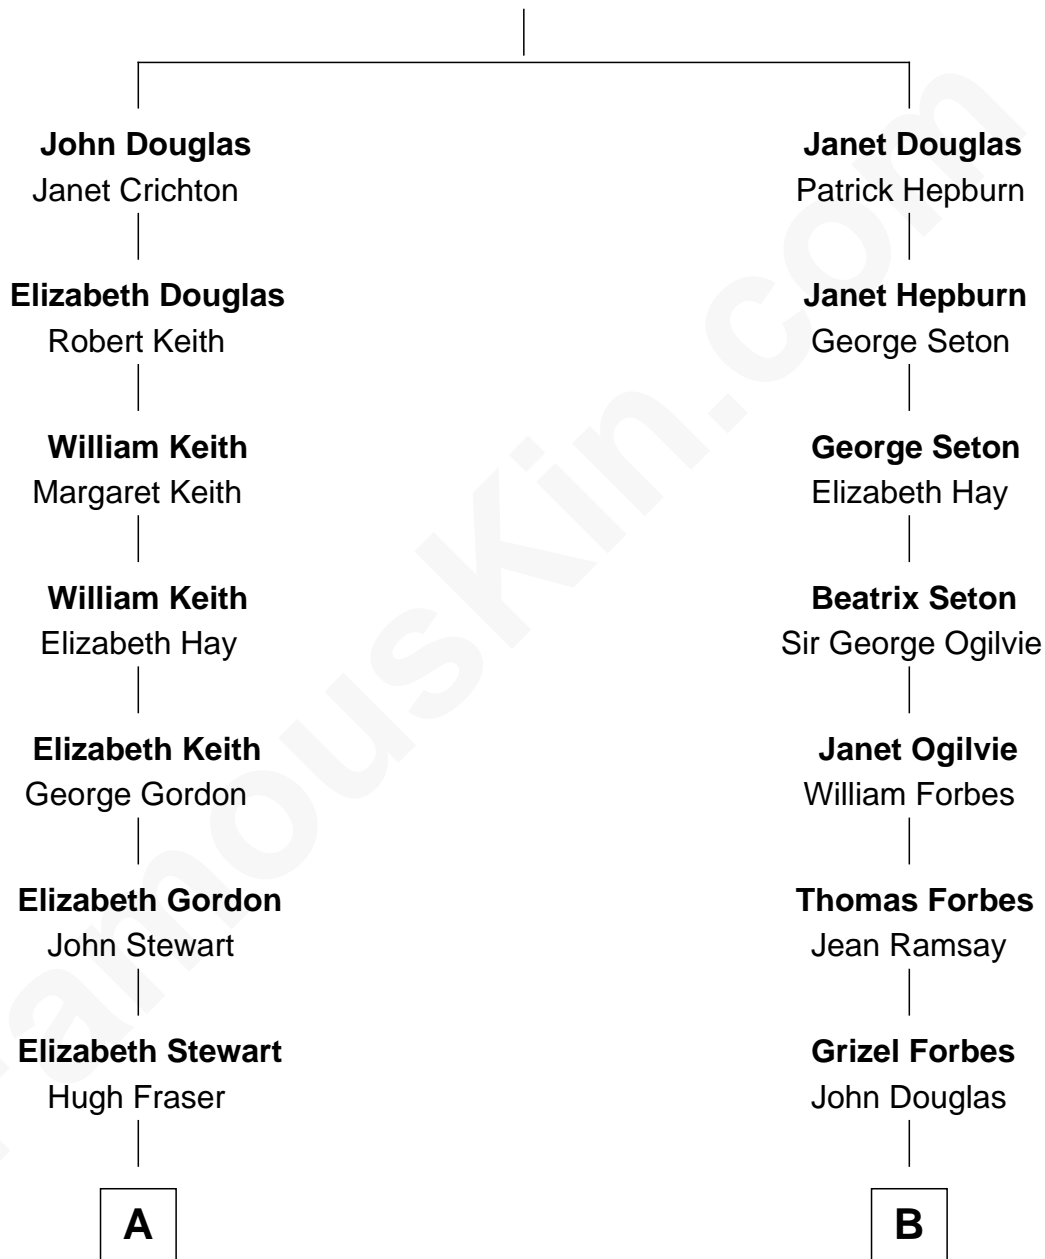 John Douglas
Janet Crichton
Elizabeth Douglas
Robert Keith
William Keith
Margaret Keith
William Keith
Elizabeth Hay
Elizabeth Keith
George Gordon
Elizabeth Gordon
John Stewart
Elizabeth Stewart
Hugh Fraser
A
Janet Douglas
Patrick Hepburn
Janet Hepburn
George Seton
George Seton
Elizabeth Hay
Beatrix Seton
Sir George Ogilvie
Janet Ogilvie
William Forbes
Thomas Forbes
Jean Ramsay
Grizel Forbes
John Douglas
B
FamousKin.com